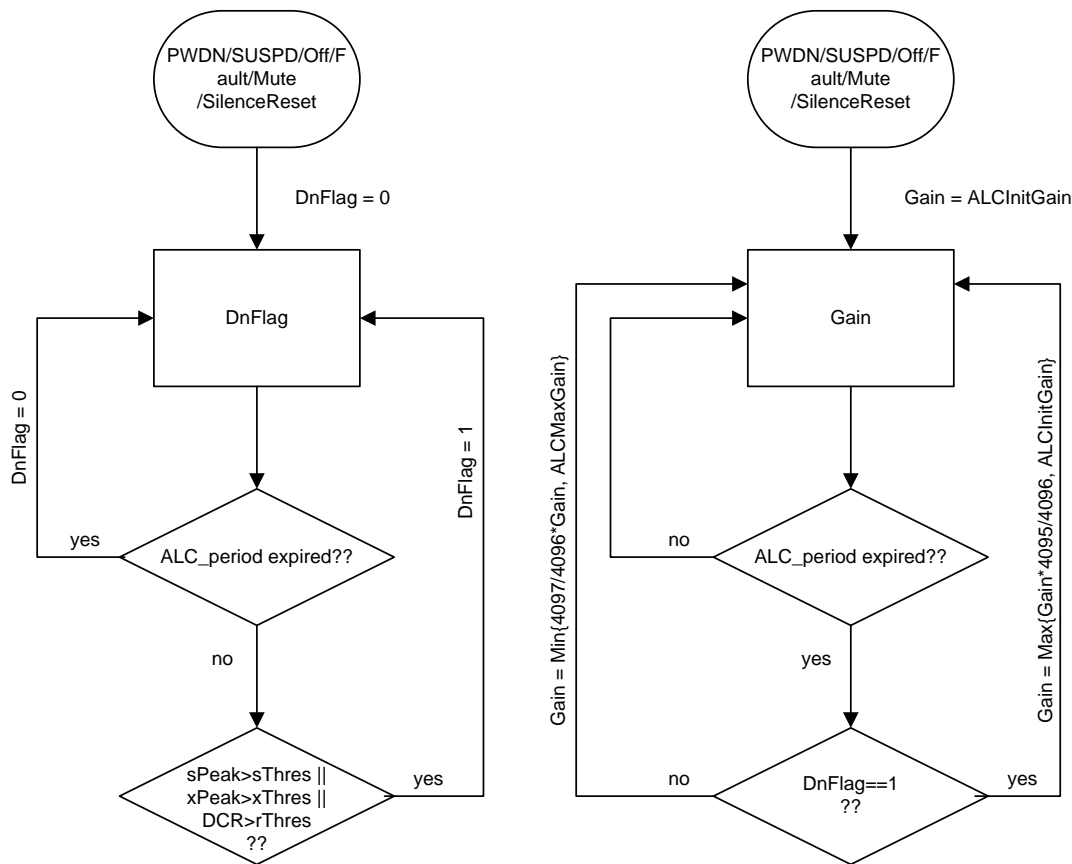 PWDN/SUSPD/Off/F
ault/Mute
/SilenceReset
DnFlag = 0
DnFlag
DnFlag = 0
DnFlag = 1
yes
ALC_period expired??
no
sPeak>sThres ||
xPeak>xThres ||
DCR>rThres
??
yes
PWDN/SUSPD/Off/F
ault/Mute
/SilenceReset
Gain = ALCInitGain
Gain
Gain = Min{4097/4096*Gain, ALCMaxGain}
Gain = Max{Gain*4095/4096, ALCInitGain}
no
ALC_period expired??
yes
no
DnFlag==1
??
yes